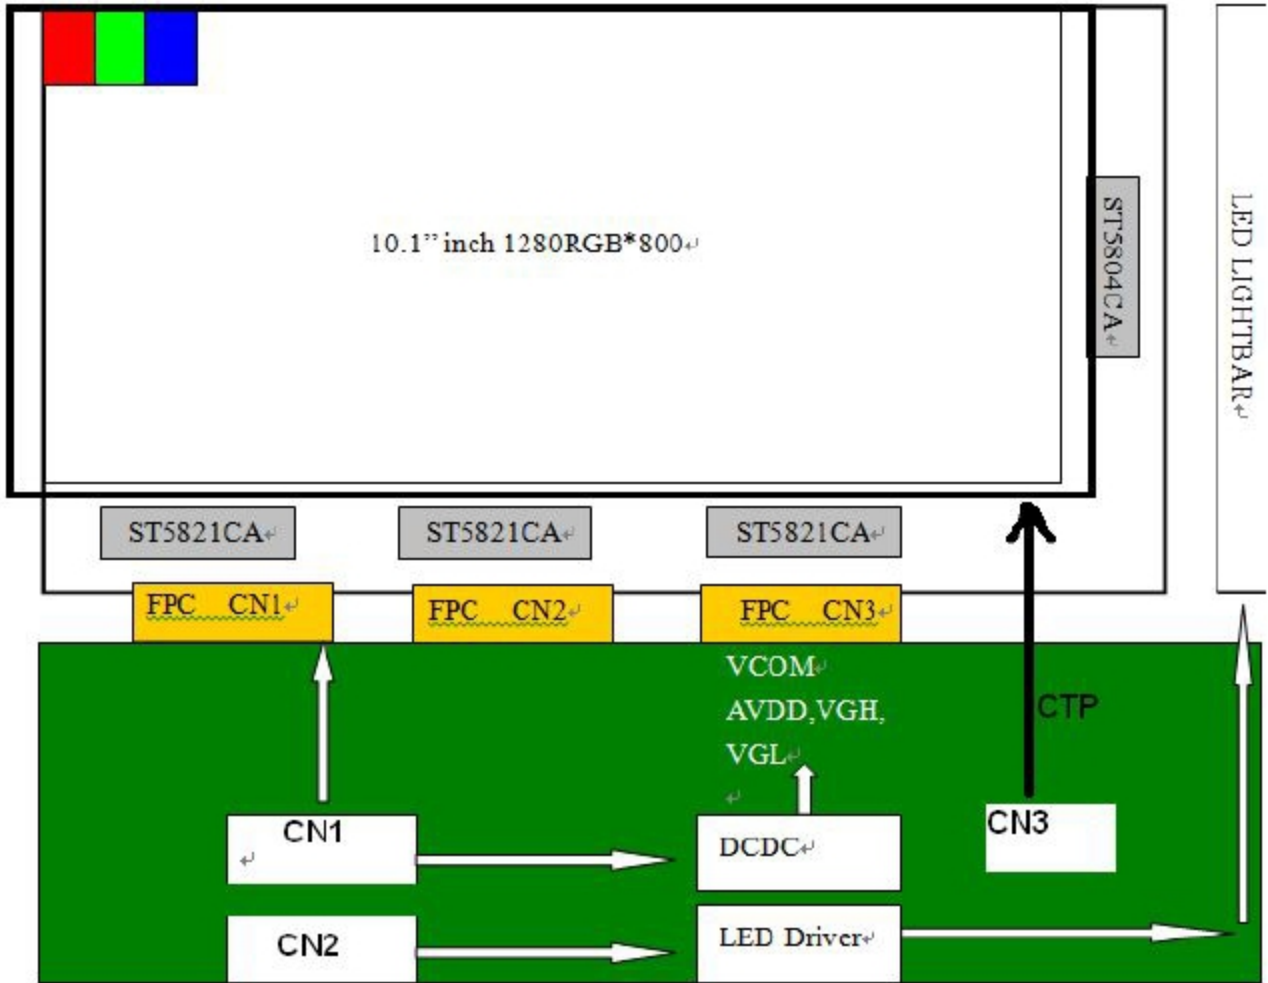 10.1” inch 1280RGB*800↵
ST5804CA↵
LED LIGHTBAR↵
ST5821CA↵
ST5821CA↵
ST5821CA↵
FPC CN1↵
FPC CN2↵
FPC CN3↵
VCOM↵
AVDD,VGH,
VGL↵
↵
CTP
CN1
↵
DCDC↵
CN3
CN2
LED Driver↵